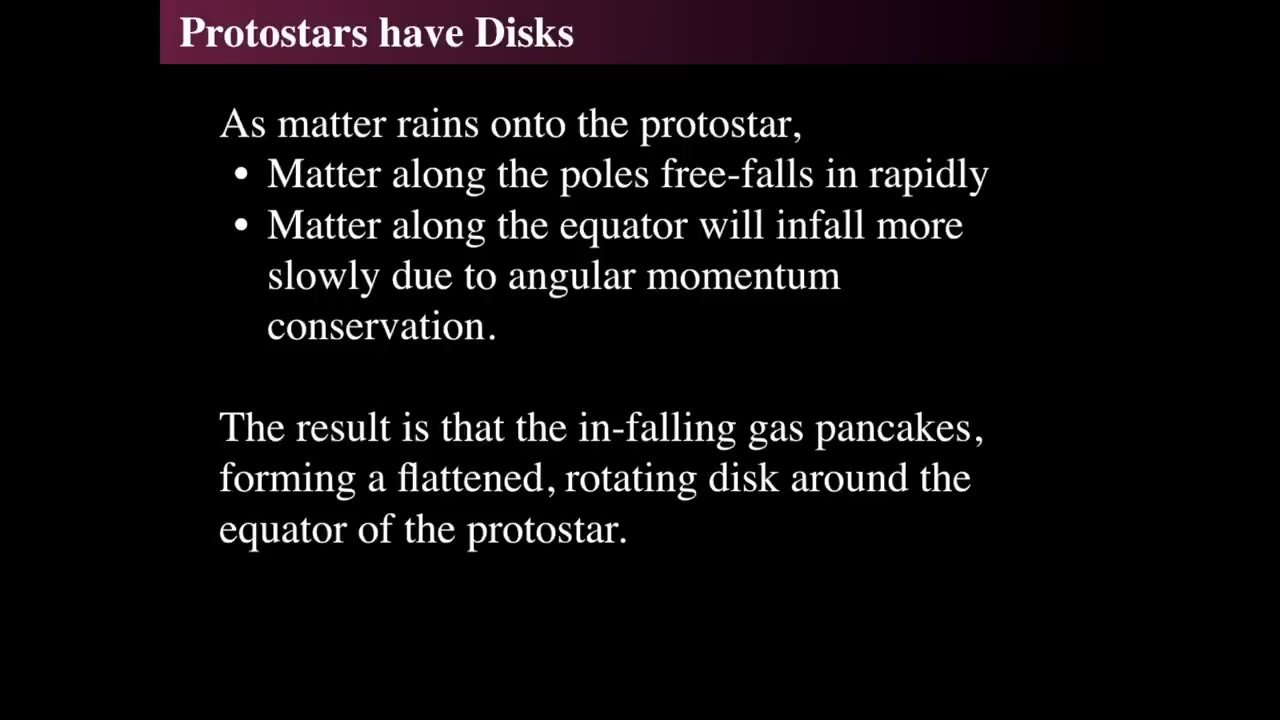 Protostars have Disks
As matter rains onto the protostar,
• Matter along the poles free-falls in rapidly
• Matter along the equator will infall more
slowly due to angular momentum
conservation.
The result is that the in-falling gas pancakes,
forming a flattened, rotating disk around the
equator of the protostar.